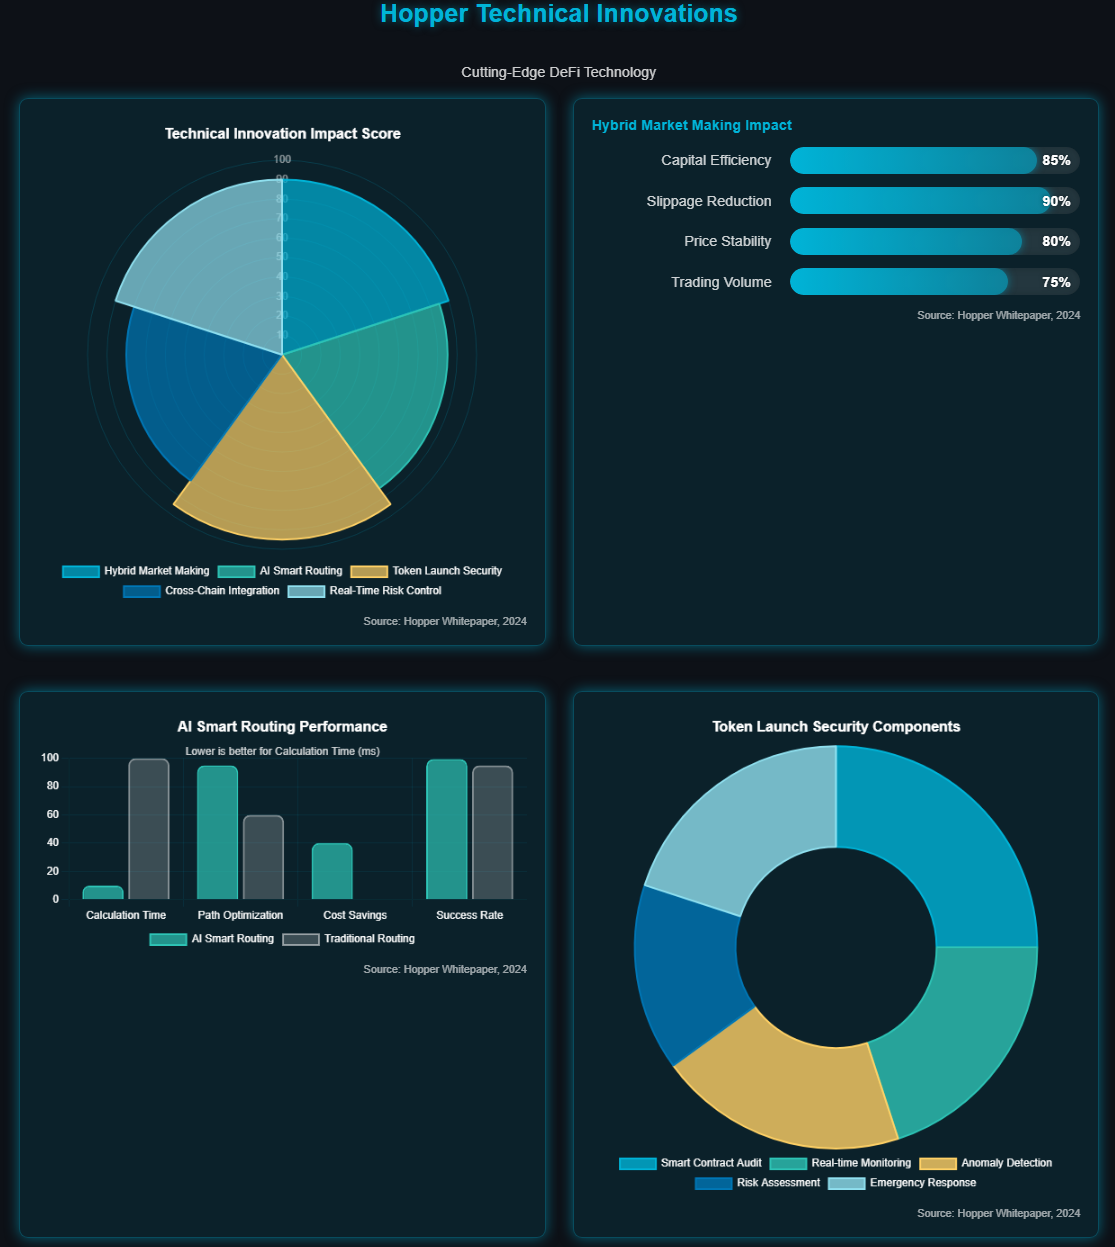 Hopper Technical Innovations
Cutting-Edge DeFi Technology
Technical Innovation Impact Score
100
90
80
70
60
50
40
30
20
10
Hybrid Market Making AI Smart Routing Token Launch Security
Cross-Chain Integration Real-Time Risk Control
Source: Hopper Whitepaper, 2024
Hybrid Market Making Impact
Capital Efficiency 85%
Slippage Reduction 90%
Price Stability 80%
Trading Volume 75%
Source: Hopper Whitepaper, 2024
AI Smart Routing Performance
Lower is better for Calculation Time (ms)
100
80
60
40
20
0
Calculation Time Path Optimization Cost Savings Success Rate
AI Smart Routing Traditional Routing
Source: Hopper Whitepaper, 2024
Token Launch Security Components
Smart Contract Audit Real-time Monitoring Anomaly Detection
Risk Assessment Emergency Response
Source: Hopper Whitepaper, 2024